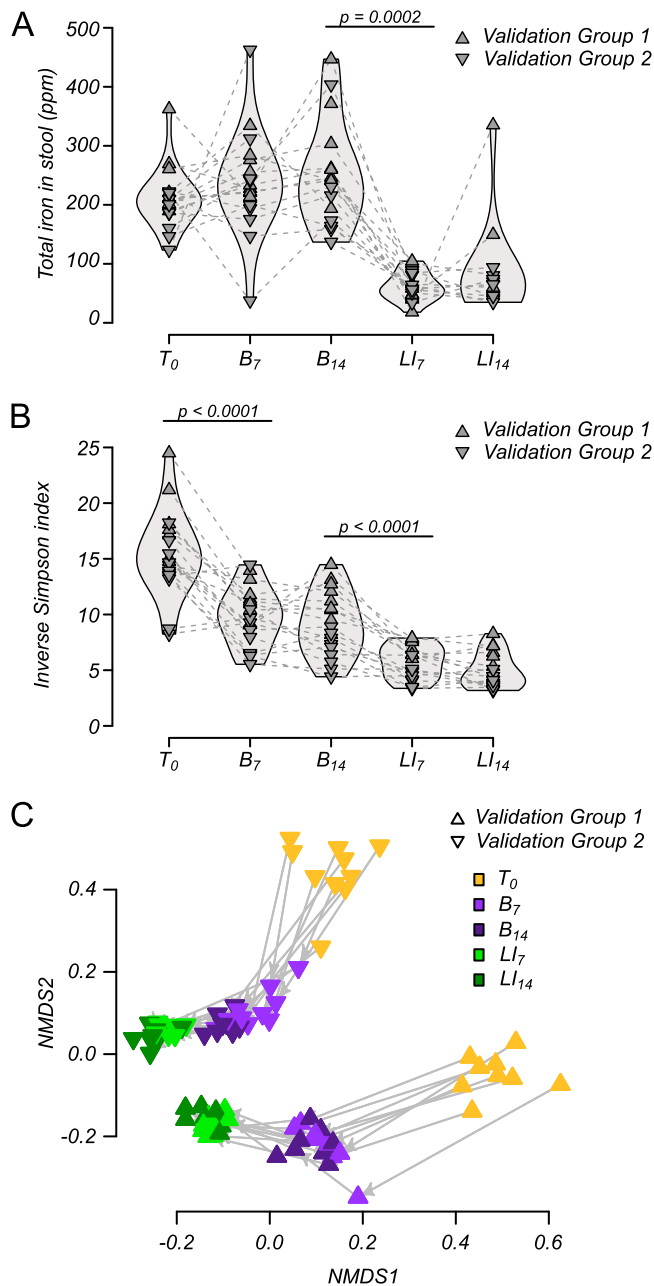 A
p = 0.0002
Validation Group 1
Validation Group 2
Total iron in stool (ppm)
500
400
300
200
100
0
T0 B7 B14 LI7 LI14
B
p < 0.0001
Validation Group 1
Validation Group 2
p < 0.0001
Inverse Simpson index
25
20
15
10
5
0
T0 B7 B14 LI7 LI14
C
Validation Group 1
Validation Group 2
T0
B7
B14
LI7
LI14
NMDS2
0.4
0.2
0.0
-0.2
-0.2 0.0 0.2 0.4 0.6
NMDS1